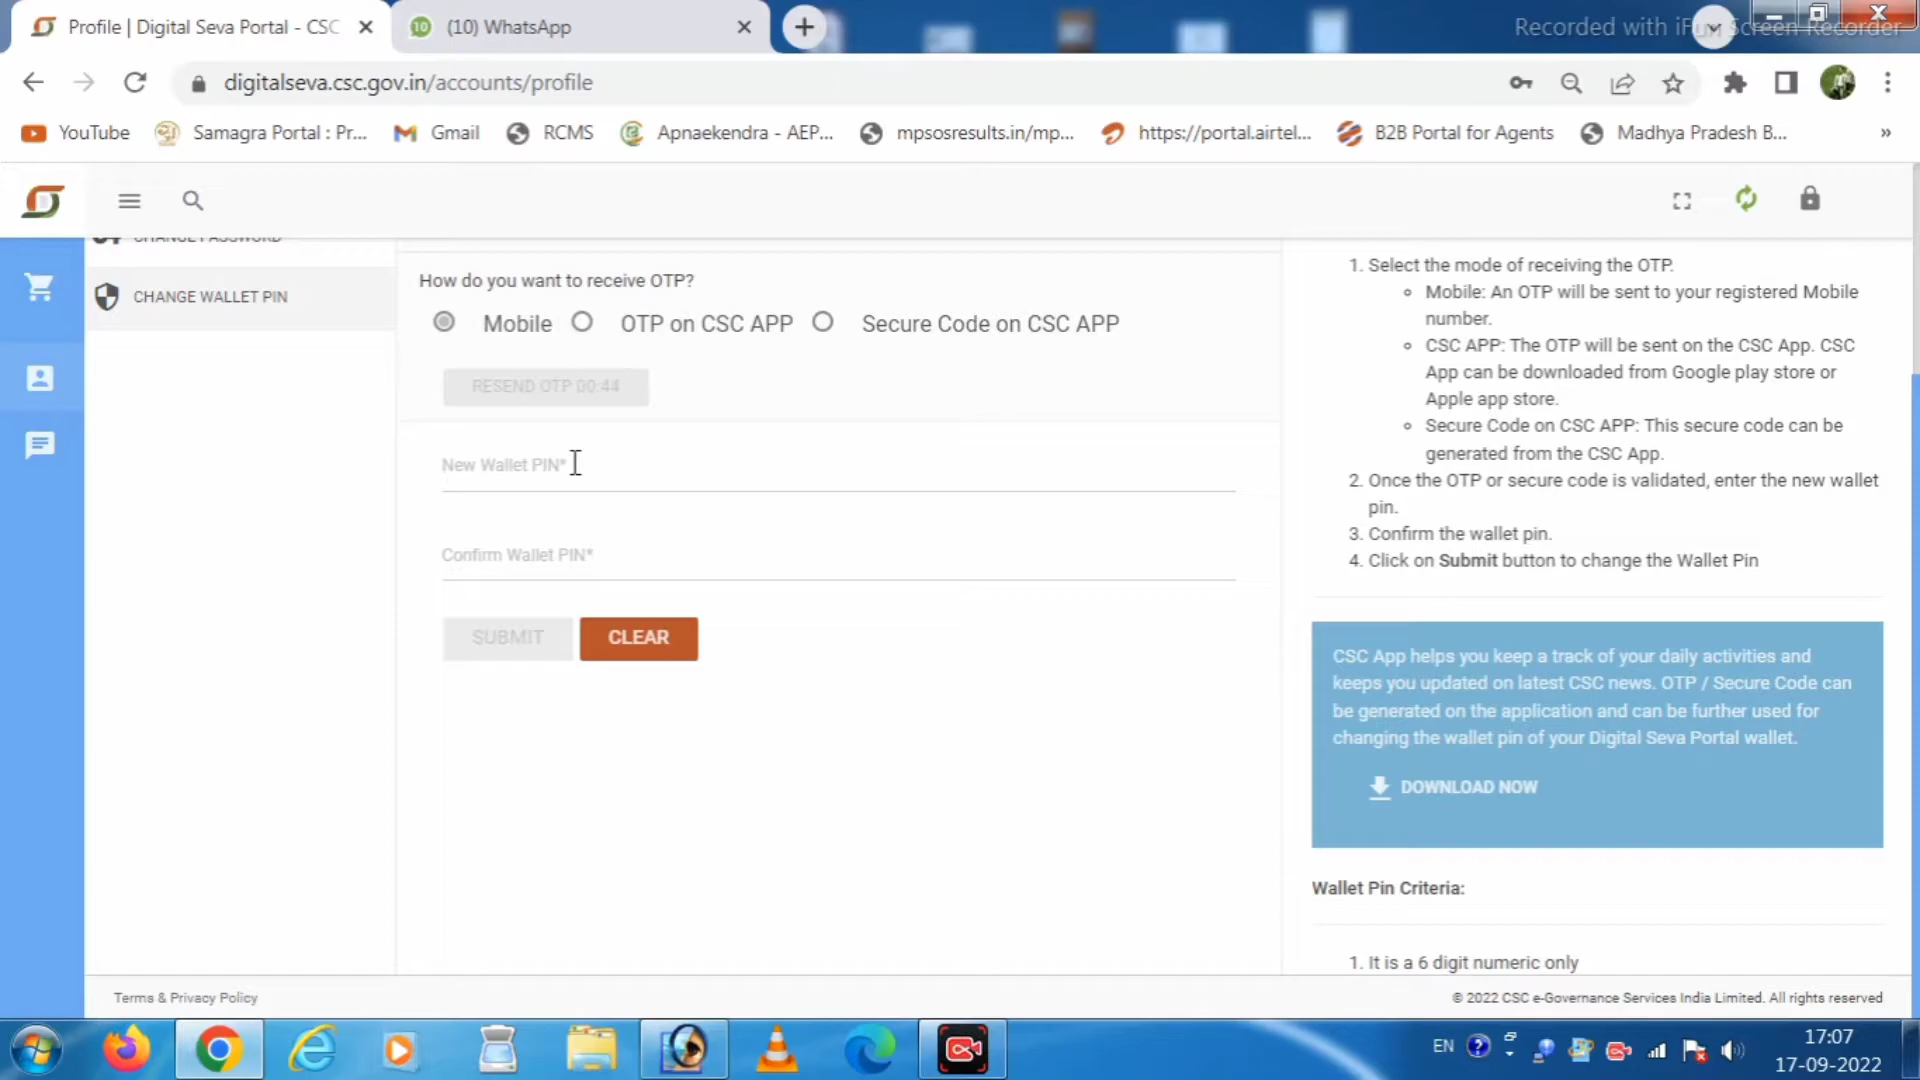 Profile | Digital Seva Portal - CSC
10
(10) WhatsApp
Recorded with iFun Screen Recorder
digitalseva.csc.gov.in/accounts/profile
YouTube
Samagra Portal : Pr...
Gmail
RCMS
Apnaekendra - AEP...
mpsosresults.in/mp...
https://portal.airtel...
B2B Portal for Agents
Madhya Pradesh B...
»
CHANGE PASSWORD
CHANGE WALLET PIN
How do you want to receive OTP?
Mobile
OTP on CSC APP
Secure Code on CSC APP
RESEND OTP 00:44
New Wallet PIN*
Confirm Wallet PIN*
SUBMIT
CLEAR
1. Select the mode of receiving the OTP.
Mobile: An OTP will be sent to your registered Mobile
number.
CSC APP: The OTP will be sent on the CSC App. CSC
App can be downloaded from Google play store or
Apple app store.
Secure Code on CSC APP: This secure code can be
generated from the CSC App.
2. Once the OTP or secure code is validated, enter the new wallet
pin.
3. Confirm the wallet pin.
4. Click on Submit button to change the Wallet Pin
CSC App helps you keep a track of your daily activities and
keeps you updated on latest CSC news. OTP / Secure Code can
be generated on the application and can be further used for
changing the wallet pin of your Digital Seva Portal wallet.
DOWNLOAD NOW
Wallet Pin Criteria:
1. It is a 6 digit numeric only
Terms & Privacy Policy
© 2022 CSC e-Governance Services India Limited. All rights reserved
EN
17:07
17-09-2022